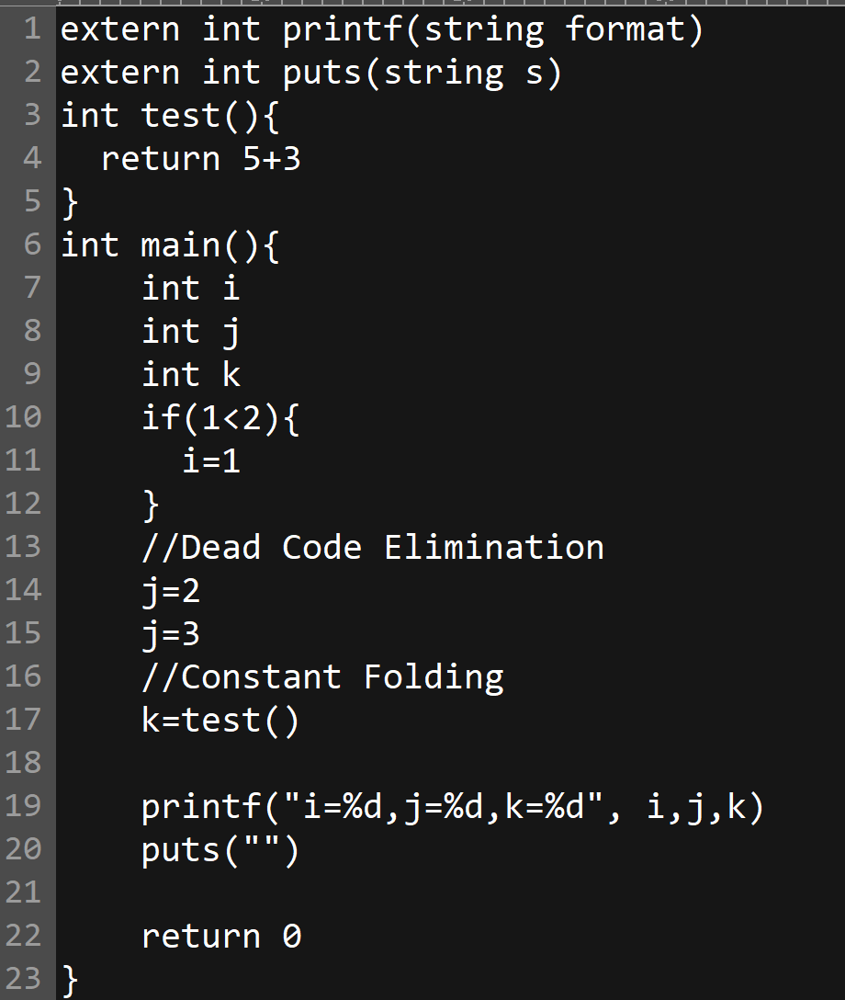 1 extern int printf(string format)
2 extern int puts(string s)
3 int test(){
4   return 5+3
5 }
6 int main(){
7     int i
8     int j
9     int k
10     if(1<2){
11       i=1
12     }
13     //Dead Code Elimination
14     j=2
15     j=3
16     //Constant Folding
17     k=test()
18
19     printf("i=%d,j=%d,k=%d", i,j,k)
20     puts("")
21
22     return 0
23 }